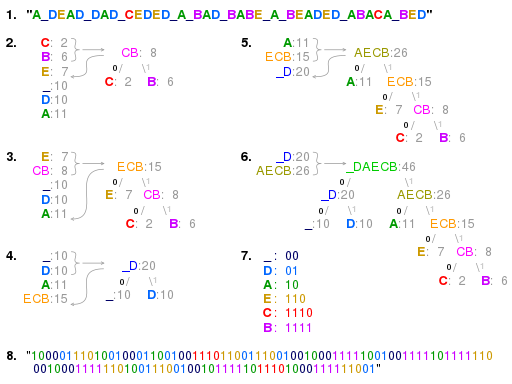 1. "A_DEAD_DAD_CEDED_A_BAD_BABE_A_BEADED_ABACA_BED"
2.
C: 2
B: 6
E: 7
_:10
D:10
A:11
CB: 8
0/ \1
C: 2 B: 6
3.
E: 7
CB: 8
_:10
D:10
A:11
ECB:15
0/ \1
E: 7 CB: 8
0/ \1
C: 2 B: 6
4.
_:10
D:10
A:11
ECB:15
_D:20
0/ \1
_:10 D:10
5.
A:11
ECB:15
_D:20
AECB:26
0/ \1
A:11 ECB:15
0/ \1
E: 7 CB: 8
0/ \1
C: 2 B: 6
6.
_D:20
AECB:26
_DAECB:46
0/ \1
_D:20 AECB:26
0/ \1 0/ \1
_:10 D:10 A:11 ECB:15
0/ \1
E: 7 CB: 8
0/ \1
C: 2 B: 6
7.
_: 00
D: 01
A: 10
E: 110
C: 1110
B: 1111
8. "100001110100100011001001110110011100100100011111001001111101111110
0010001111110100111001001011111011101000111111001"